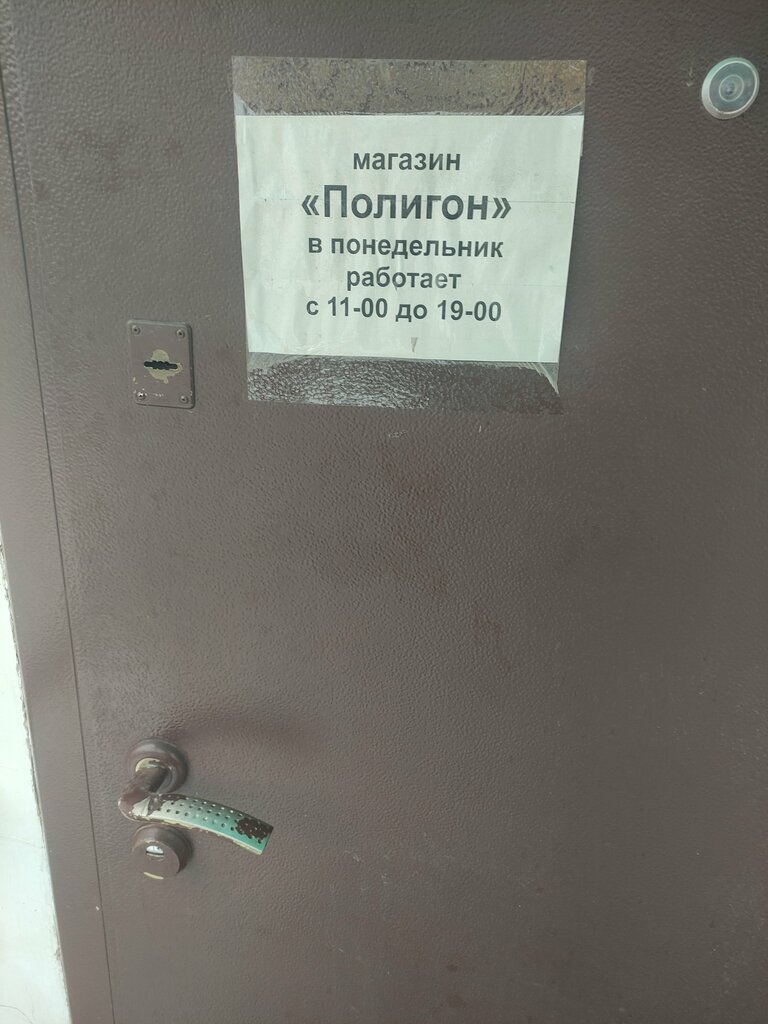 магазин
«Полигон»
в понедельник
работает
с 11-00 до 19-00